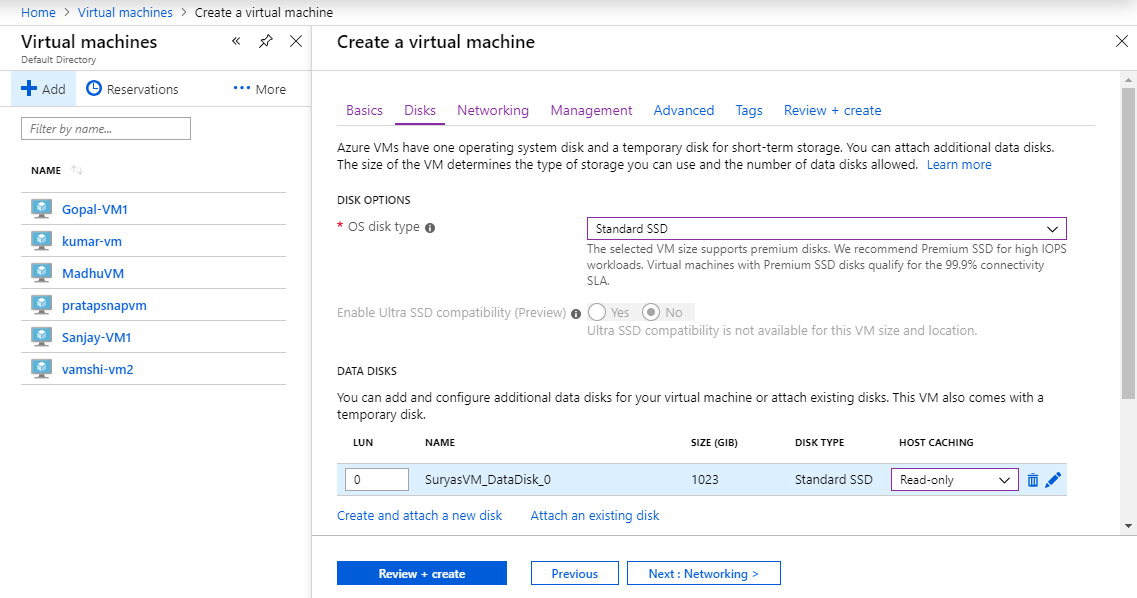 Home > Virtual machines > Create a virtual machine
Virtual machines
Default Directory
Add
Reservations
More
Filter by name...
NAME
Gopal-VM1
kumar-vm
MadhuVM
pratapsnapvm
Sanjay-VM1
vamshi-vm2
Create a virtual machine
Basics Disks Networking Management Advanced Tags Review + create
Azure VMs have one operating system disk and a temporary disk for short-term storage. You can attach additional data disks.
The size of the VM determines the type of storage you can use and the number of data disks allowed. Learn more
DISK OPTIONS
* OS disk type
Standard SSD
The selected VM size supports premium disks. We recommend Premium SSD for high IOPS
workloads. Virtual machines with Premium SSD disks qualify for the 99.9% connectivity
SLA.
Enable Ultra SSD compatibility (Preview) Yes No
Ultra SSD compatibility is not available for this VM size and location.
DATA DISKS
You can add and configure additional data disks for your virtual machine or attach existing disks. This VM also comes with a
temporary disk.
LUN NAME SIZE (GIB) DISK TYPE HOST CACHING
0 SuryasVM_DataDisk_0 1023 Standard SSD Read-only
Create and attach a new disk Attach an existing disk
Review + create Previous Next : Networking >